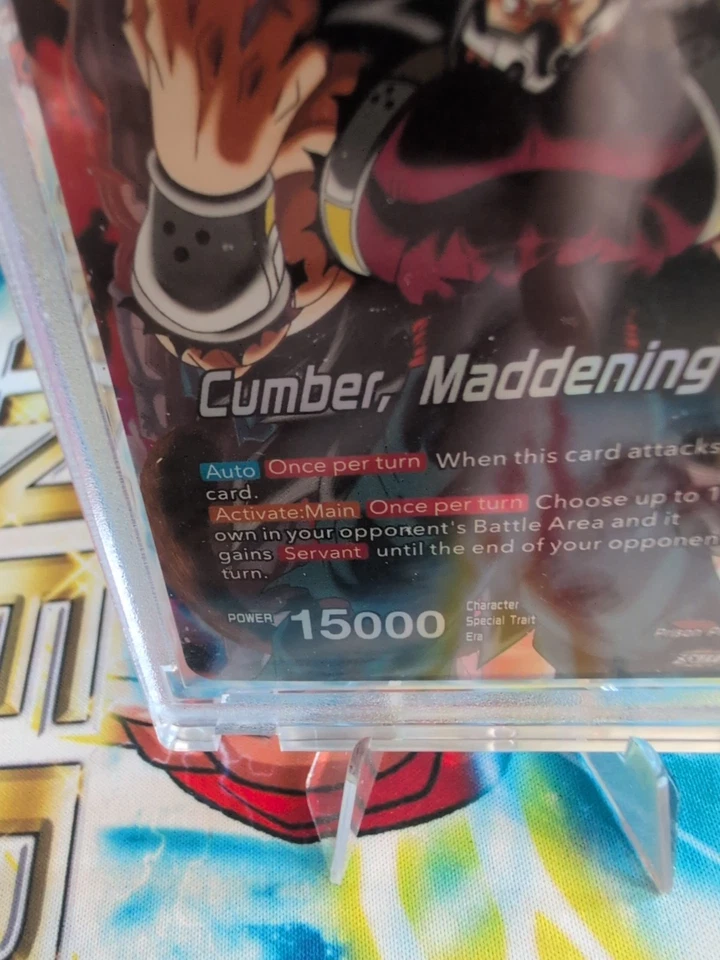 Cumber, Maddening
Auto Once per turn When this card attacks
card.
Activate:Main Once per turn Choose up to 1
own in your opponent's Battle Area and it
gains Servant until the end of your opponen
turn.
POWER 15000 Character
Special Trait Prison
Era